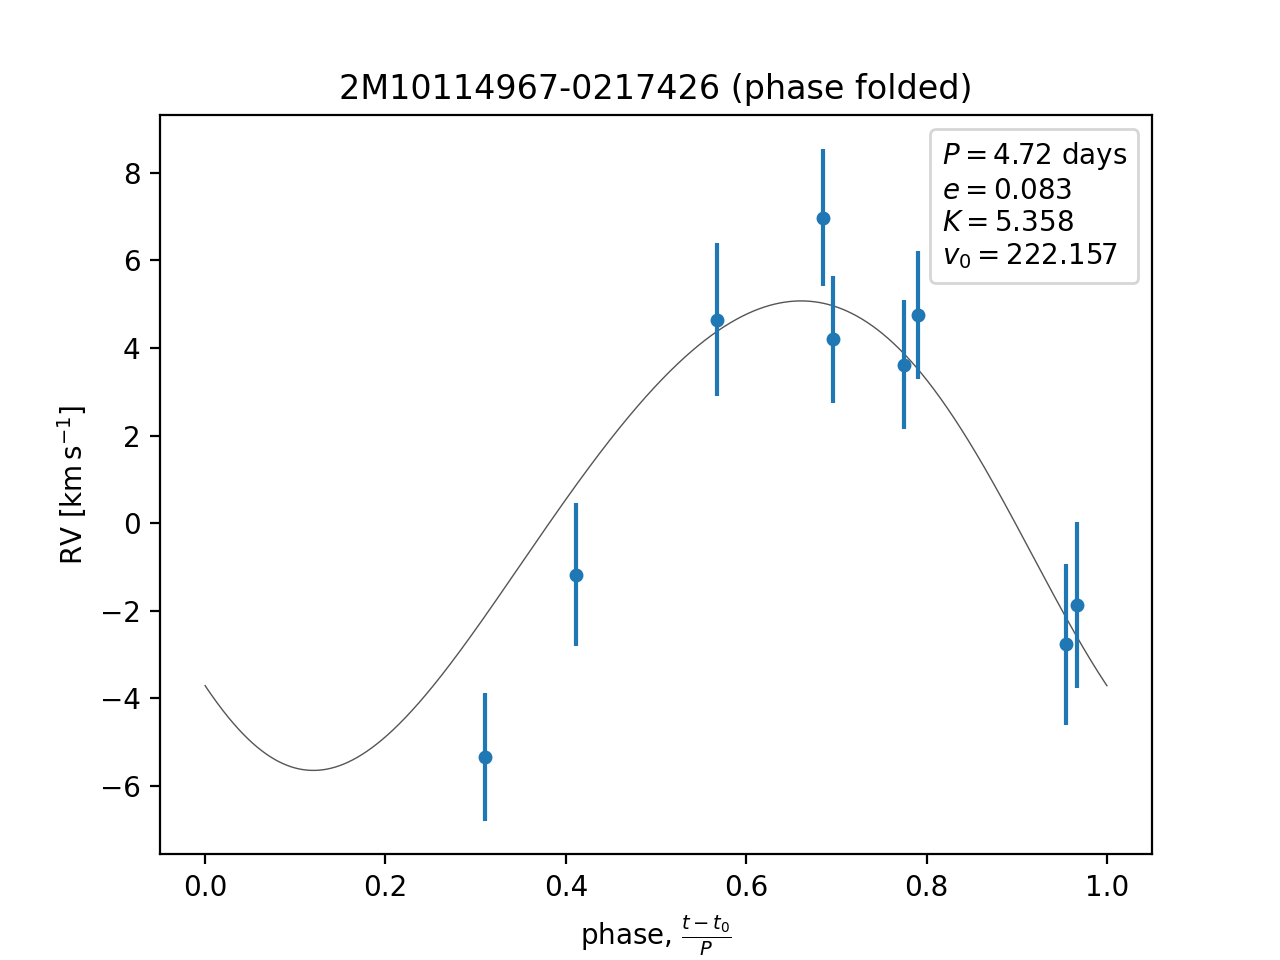 2M10114967-0217426 (phase folded)
P = 4.72 days
e = 0.083
K = 5.358
v₀ = 222.157
8
6
4
2
0
−2
−4
−6
RV [km s⁻¹]
0.0 0.2 0.4 0.6 0.8 1.0
phase, (t − t₀)/P